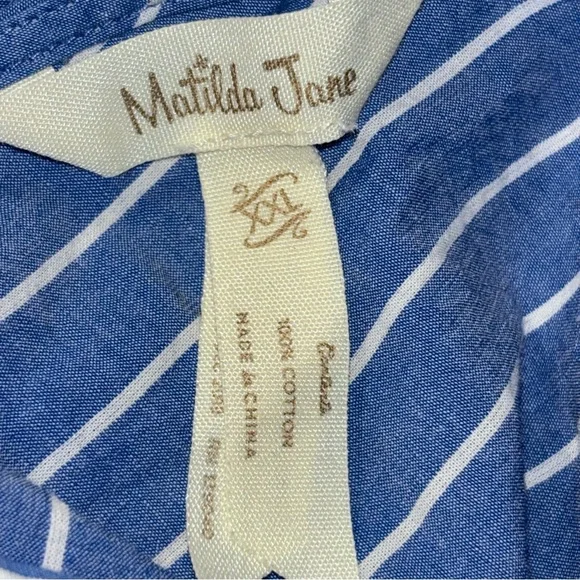 Matilda Jane
XXL
Contents
100% COTTON
MADE in CHINA